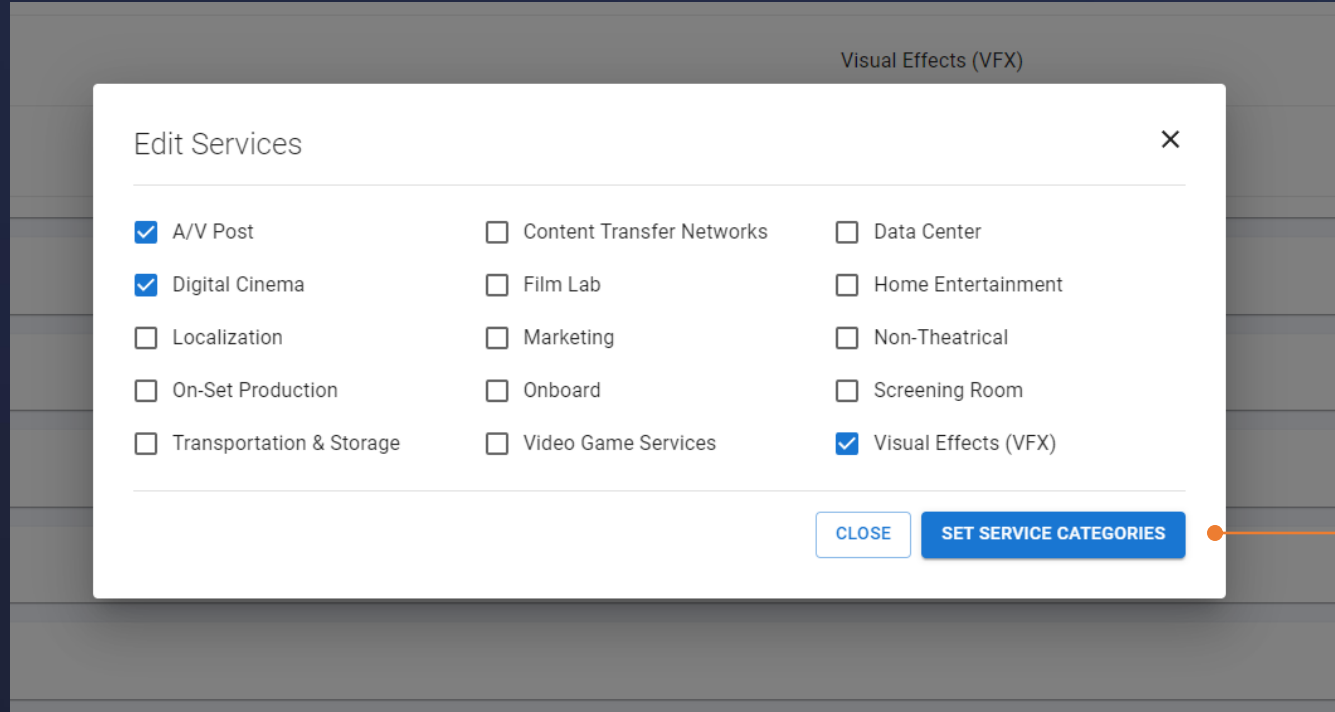 Visual Effects (VFX)
Edit Services
A/V Post
Content Transfer Networks
Data Center
Digital Cinema
Film Lab
Home Entertainment
Localization
Marketing
Non-Theatrical
On-Set Production
Onboard
Screening Room
Transportation & Storage
Video Game Services
Visual Effects (VFX)
CLOSE
SET SERVICE CATEGORIES